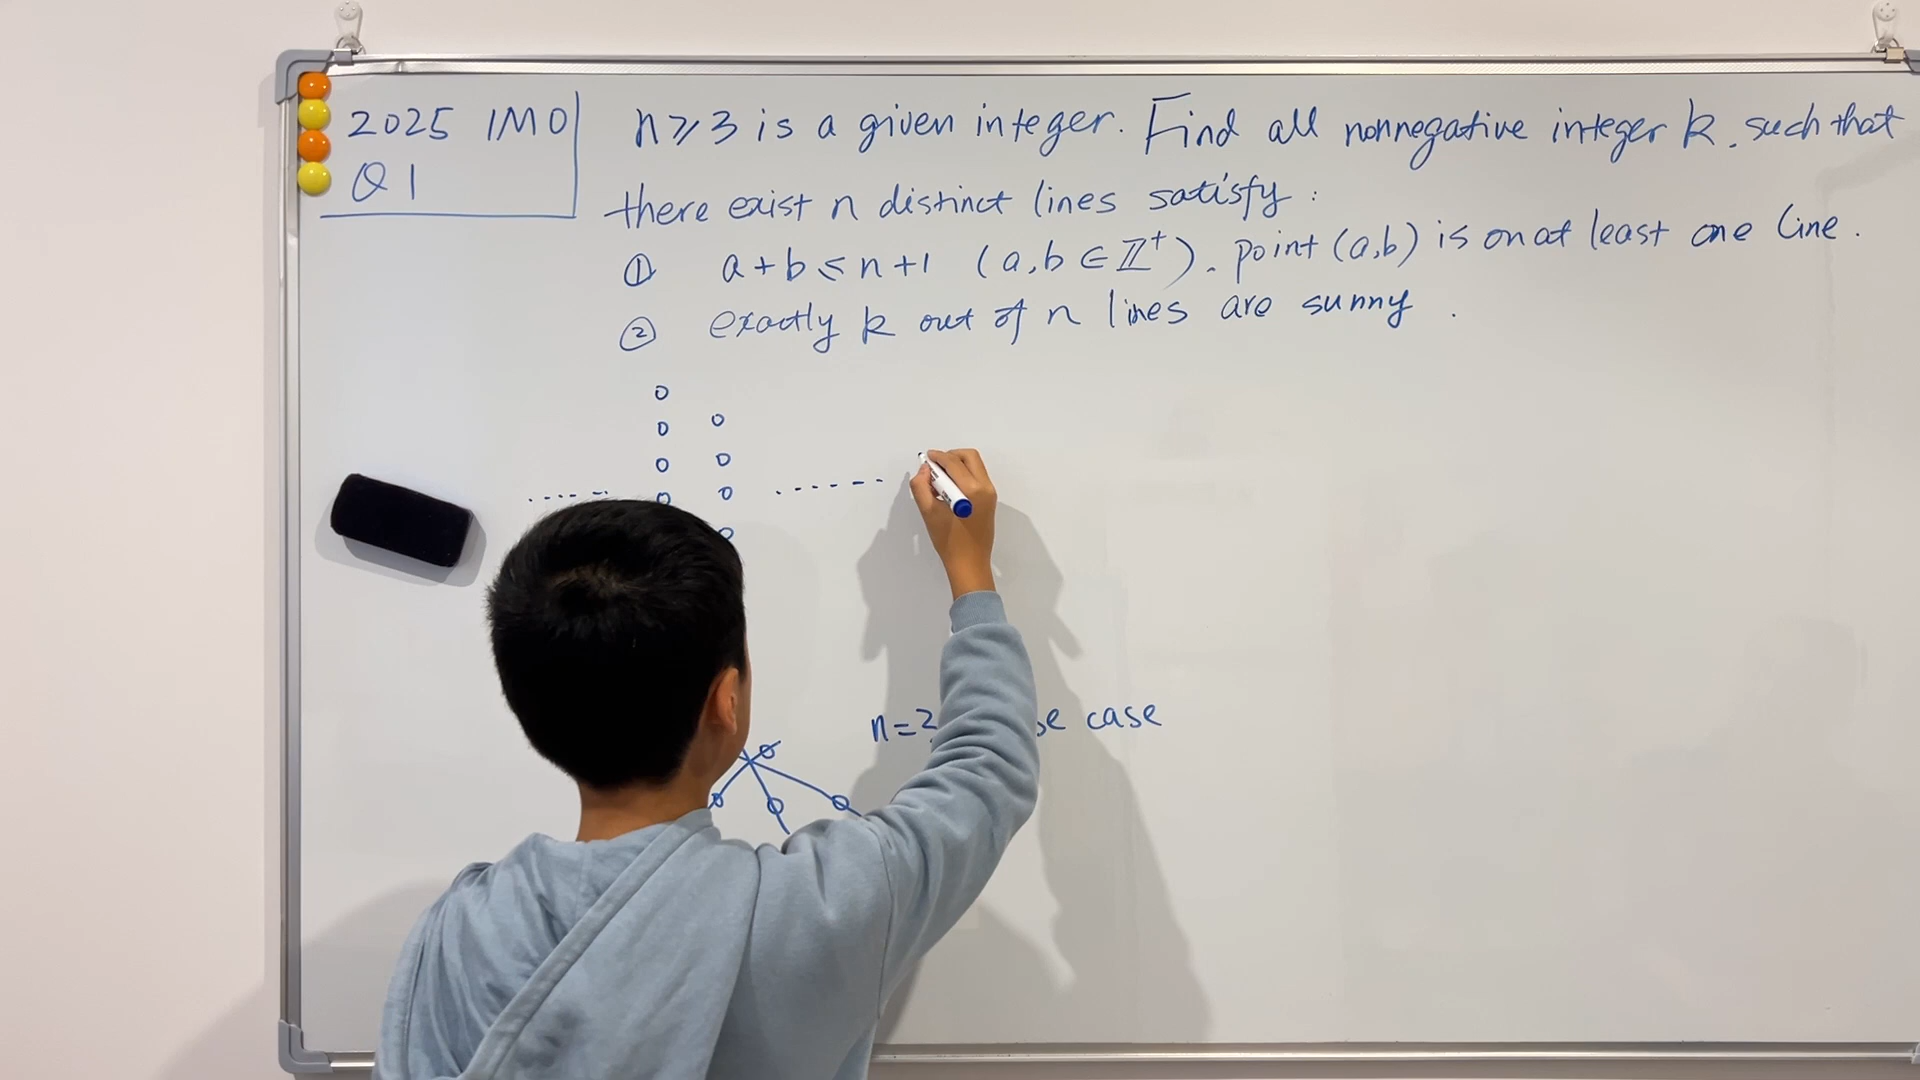 2025 IMO
Q1
n⩾3 is a given integer. Find all nonnegative integer k. such that
there exist n distinct lines satisfy:
① a+b⩽n+1 (a,b∈ℤ⁺). point (a,b) is on at least one line.
② exactly k out of n lines are sunny.
n= case